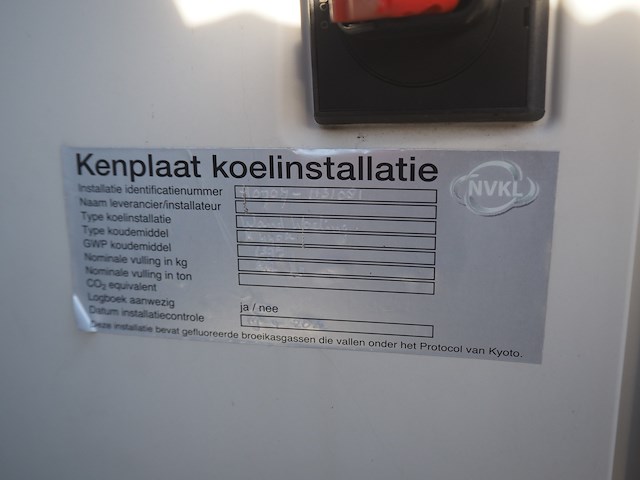 Kenplaat koelinstallatie
NVKL
Installatie identificatienummer
Naam leverancier/installateur
Type koelinstallatie
Type koudemiddel
GWP koudemiddel
Nominale vulling in kg
Nominale vulling in ton
CO₂ equivalent
Logboek aanwezig ja / nee
Datum installatiecontrole
Deze installatie bevat gefluoreerde broeikasgassen die vallen onder het Protocol van Kyoto.